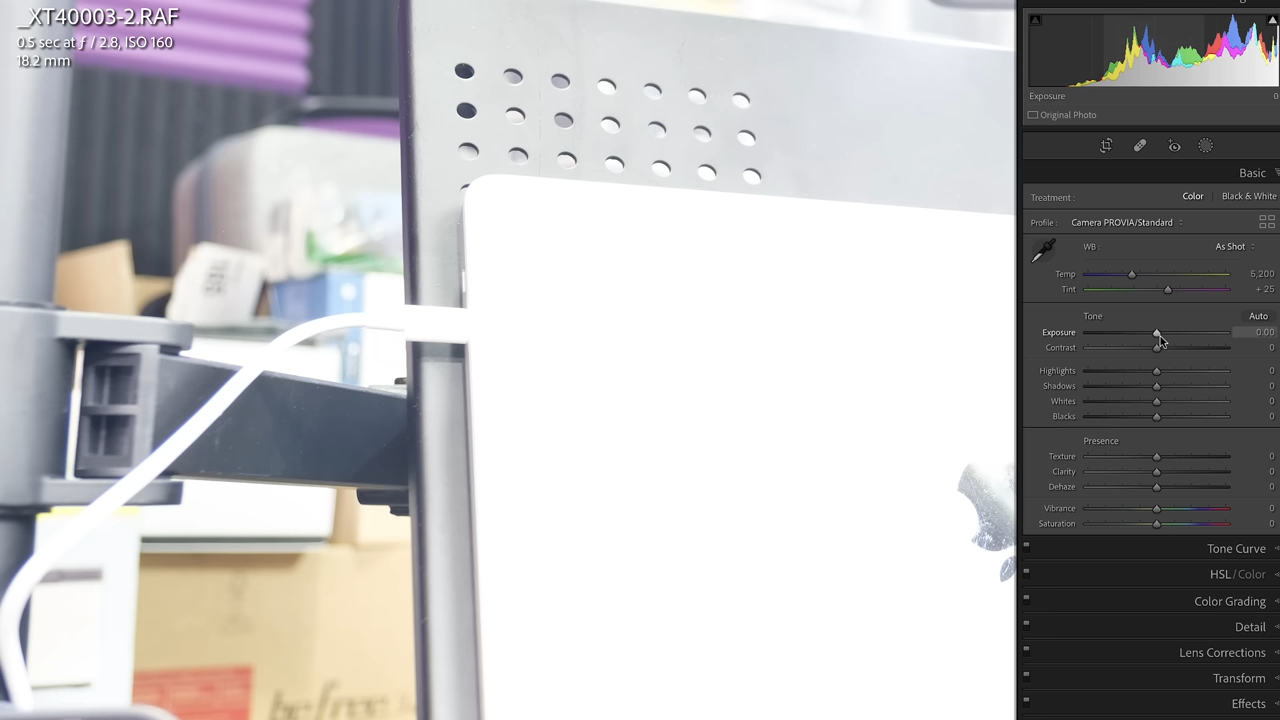 _XT40003-2.RAF
0.5 sec at ƒ / 2.8, ISO 160
18.2 mm
Exposure 0
Original Photo
Basic
Treatment : Color | Black & White
Profile : Camera PROVIA/Standard
WB : As Shot
Temp 5,200
Tint + 25
Tone Auto
Exposure 0.00
Contrast 0
Highlights 0
Shadows 0
Whites 0
Blacks 0
Presence
Texture 0
Clarity 0
Dehaze 0
Vibrance 0
Saturation 0
Tone Curve
HSL / Color
Color Grading
Detail
Lens Corrections
Transform
Effects